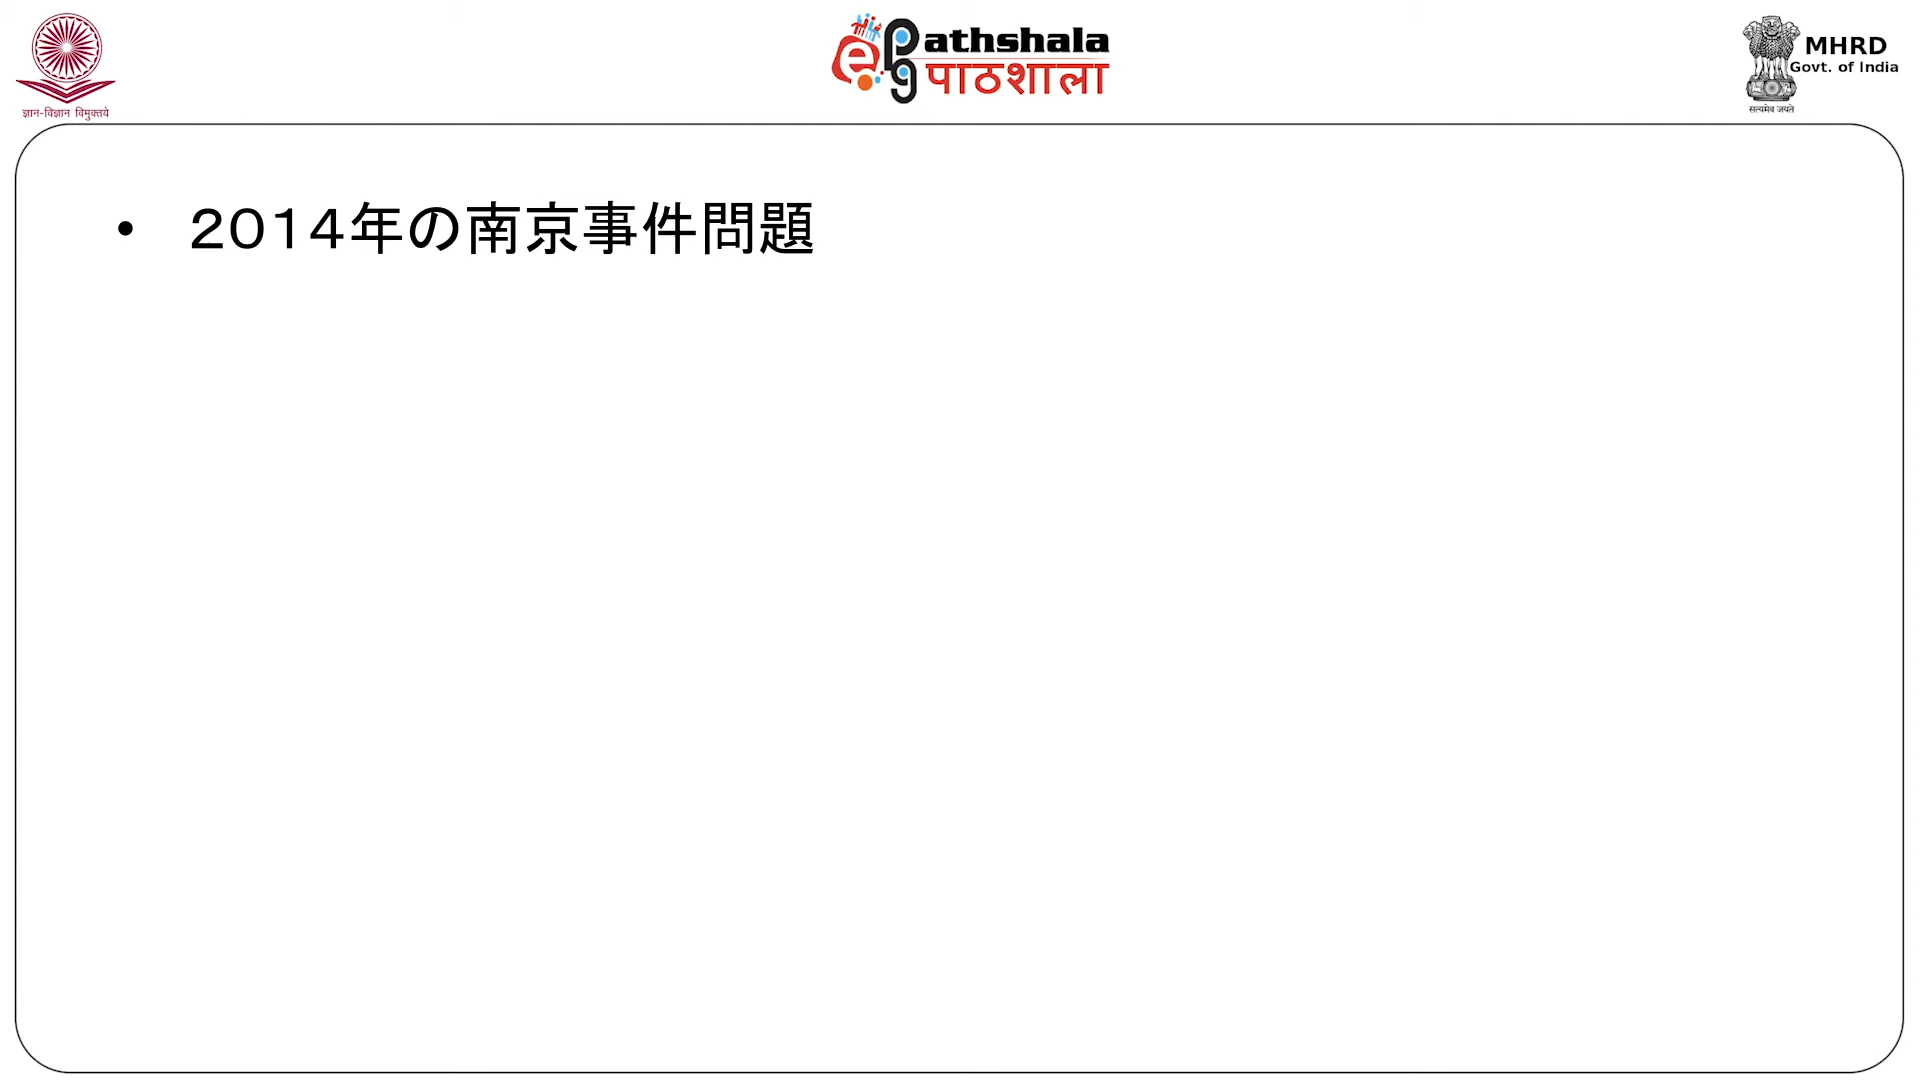 ज्ञान-विज्ञान विमुक्तये
ePathshala
पाठशाला
MHRD
Govt. of India
सत्यमेव जयते
• 2014年の南京事件問題